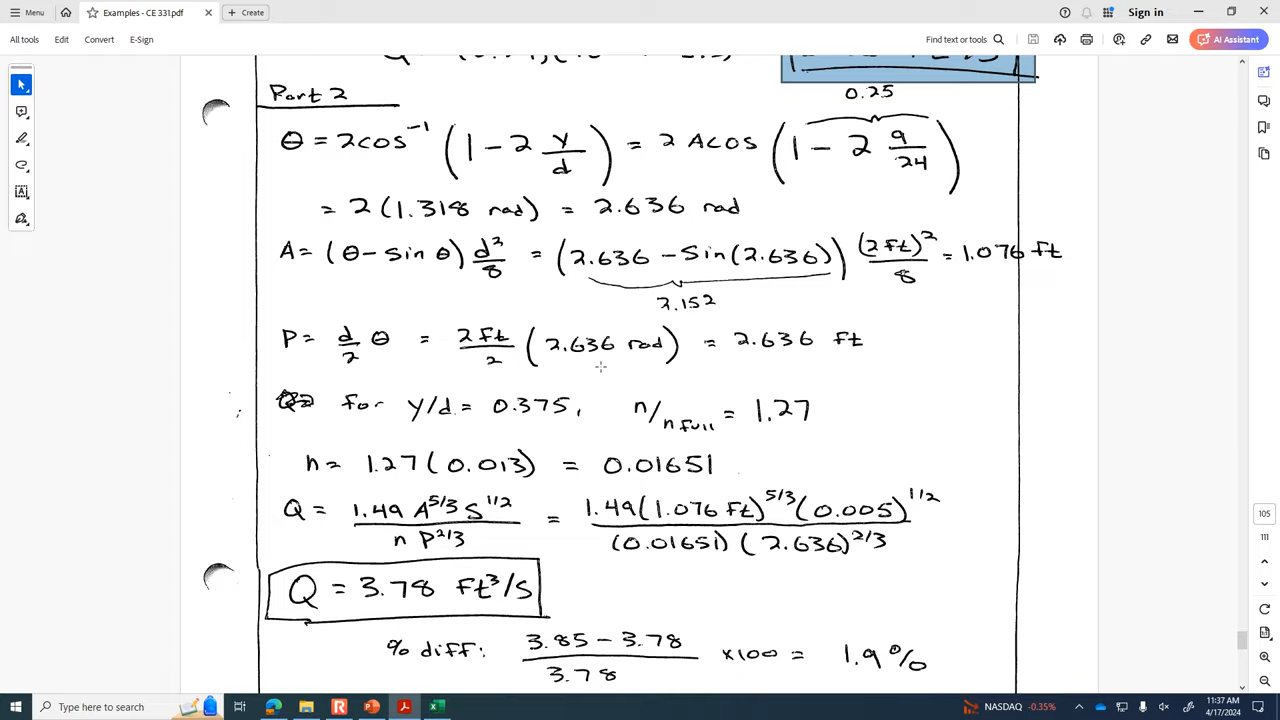 Menu Examples - CE 331.pdf Create Sign in
All tools Edit Convert E-Sign Find text or tools AI Assistant
Part 2
0.25
θ = 2cos⁻¹ (1 - 2 y/d) = 2 Acos (1 - 2 9/24)
= 2 (1.318 rad) = 2.636 rad
A = (θ - sin θ) d²/8 = (2.636 - Sin(2.636)) (2 ft)²/8 = 1.076 ft
2.152
P = d/2 θ = 2 ft/2 (2.636 rad) = 2.636 ft
for y/d = 0.375, n/n full = 1.27
n = 1.27 (0.013) = 0.01651
Q = 1.49 A^5/3 S^1/2 / n P^2/3 = 1.49 (1.076 ft)^5/3 (0.005)^1/2 / (0.01651) (2.636)^2/3
Q = 3.78 ft³/s
% diff: 3.85 - 3.78 / 3.78 x100 = 1.9%
105
111
Type here to search NASDAQ -0.35% 11:37 AM
4/17/2024